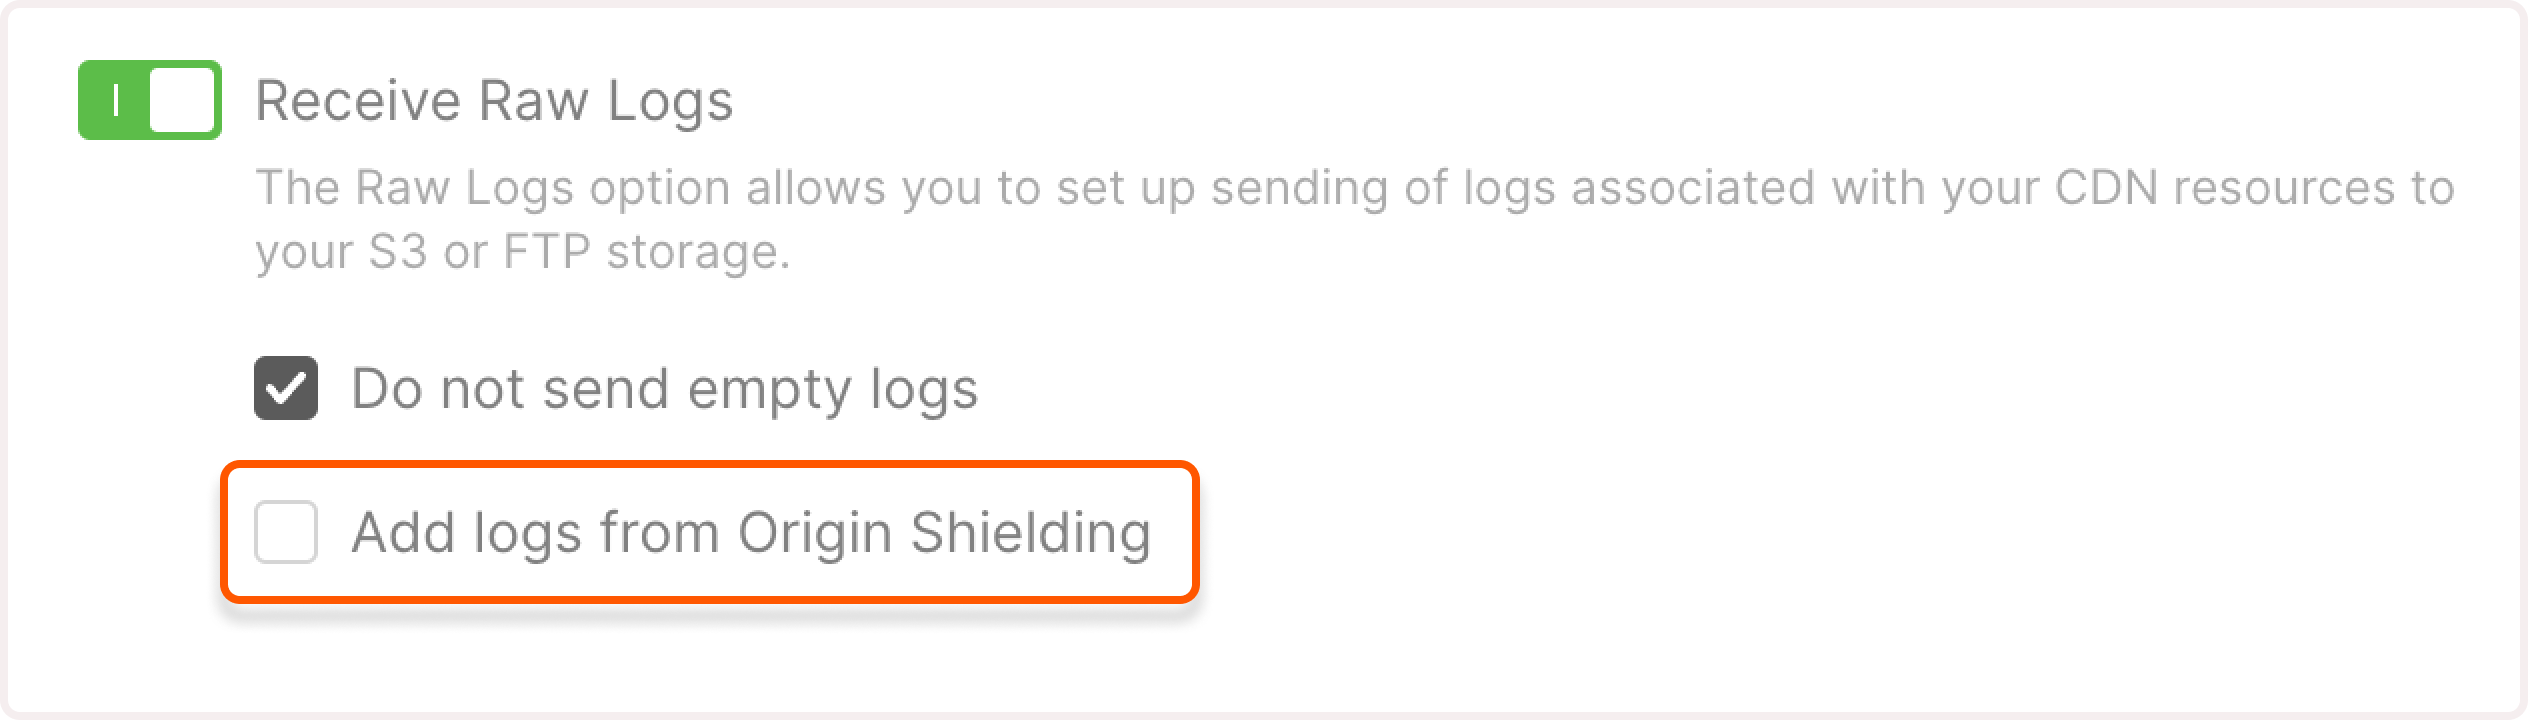 Receive Raw Logs
The Raw Logs option allows you to set up sending of logs associated with your CDN resources to
your S3 or FTP storage.
Do not send empty logs
Add logs from Origin Shielding